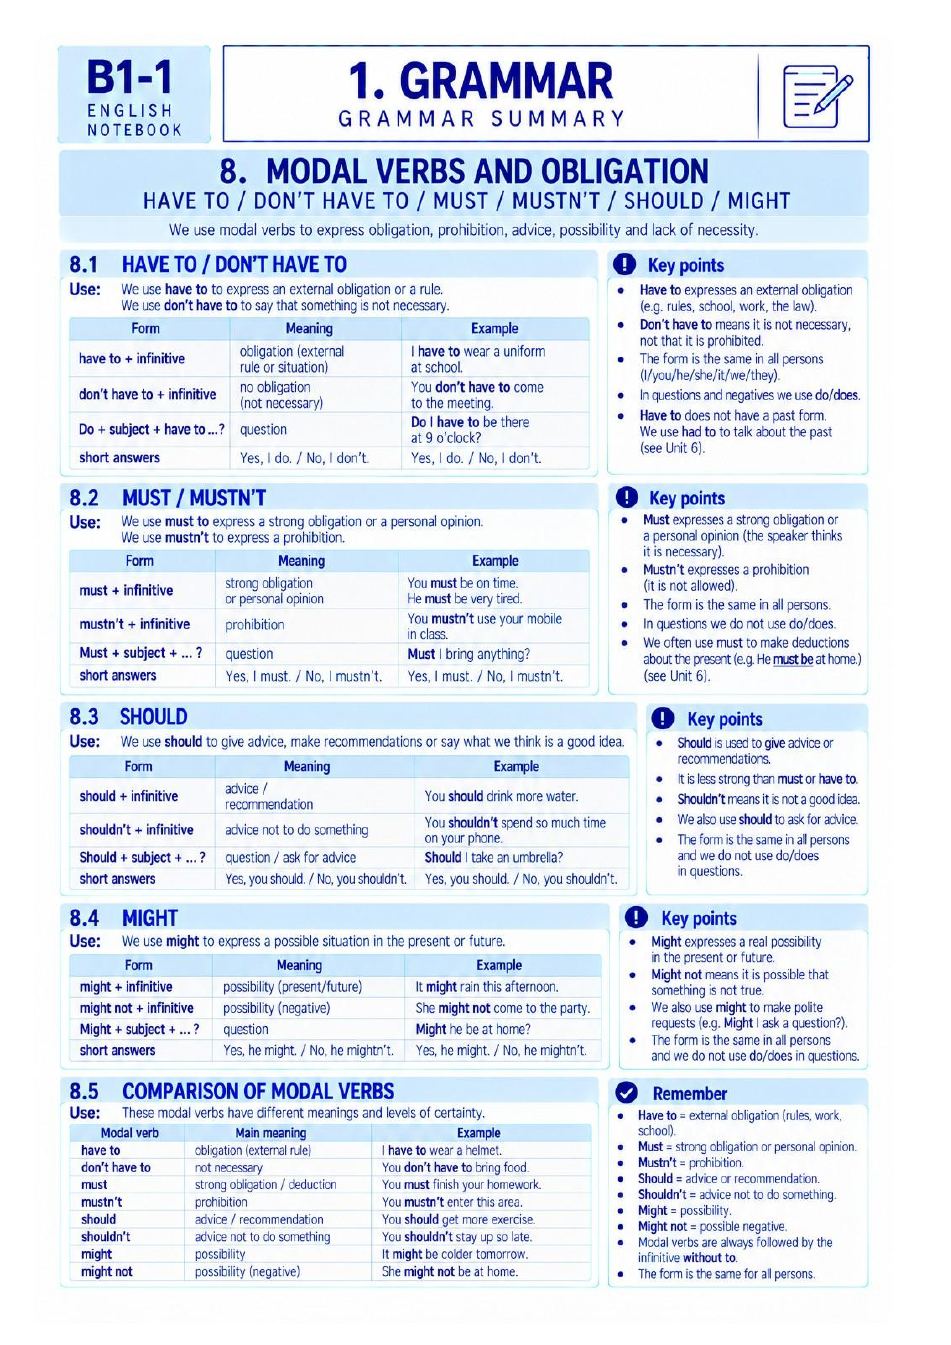 B1-1
ENGLISH
NOTEBOOK
1. GRAMMAR
GRAMMAR SUMMARY
8. MODAL VERBS AND OBLIGATION
HAVE TO / DON'T HAVE TO / MUST / MUSTN'T / SHOULD / MIGHT
We use modal verbs to express obligation, prohibition, advice, possibility and lack of necessity.
8.1 HAVE TO / DON'T HAVE TO
Use: We use have to to express an external obligation or a rule.
We use don't have to to say that something is not necessary.
Form Meaning Example
have to + infinitive
obligation (external
rule or situation)
I have to wear a uniform
at school.
don't have to + infinitive
no obligation
(not necessary)
You don't have to come
to the meeting.
Do + subject + have to ...?
question
Do I have to be there
at 9 o'clock?
short answers Yes, I do. / No, I don't. Yes, I do. / No, I don't.
! Key points
• Have to expresses an external obligation
(e.g. rules, school, work, the law).
• Don't have to means it is not necessary,
not that it is prohibited.
• The form is the same in all persons
(I/you/he/she/it/we/they).
• In questions and negatives we use do/does.
• Have to does not have a past form.
We use had to to talk about the past
(see Unit 6).
8.2 MUST / MUSTN'T
Use: We use must to express a strong obligation or a personal opinion.
We use mustn't to express a prohibition.
Form Meaning Example
must + infinitive
strong obligation
or personal opinion
You must be on time.
He must be very tired.
mustn't + infinitive
prohibition
You mustn't use your mobile
in class.
Must + subject + ... ? question Must I bring anything?
short answers Yes, I must. / No, I mustn't. Yes, I must. / No, I mustn't.
! Key points
• Must expresses a strong obligation or
a personal opinion (the speaker thinks
it is necessary).
• Mustn't expresses a prohibition
(it is not allowed).
• The form is the same in all persons.
• In questions we do not use do/does.
• We often use must to make deductions
about the present (e.g. He must be at home.)
(see Unit 6).
8.3 SHOULD
Use: We use should to give advice, make recommendations or say what we think is a good idea.
Form Meaning Example
should + infinitive
advice /
recommendation
You should drink more water.
shouldn't + infinitive
advice not to do something
You shouldn't spend so much time
on your phone.
Should + subject + ... ? question / ask for advice Should I take an umbrella?
short answers Yes, you should. / No, you shouldn't. Yes, you should. / No, you shouldn't.
! Key points
• Should is used to give advice or
recommendations.
• It is less strong than must or have to.
• Shouldn't means it is not a good idea.
• We also use should to ask for advice.
• The form is the same in all persons
and we do not use do/does
in questions.
8.4 MIGHT
Use: We use might to express a possible situation in the present or future.
Form Meaning Example
might + infinitive possibility (present/future) It might rain this afternoon.
might not + infinitive possibility (negative) She might not come to the party.
Might + subject + ... ? question Might he be at home?
short answers Yes, he might. / No, he mightn't. Yes, he might. / No, he mightn't.
! Key points
• Might expresses a real possibility
in the present or future.
• Might not means it is possible that
something is not true.
• We also use might to make polite
requests (e.g. Might I ask a question?).
• The form is the same in all persons
and we do not use do/does in questions.
8.5 COMPARISON OF MODAL VERBS
Use: These modal verbs have different meanings and levels of certainty.
Modal verb Main meaning Example
have to obligation (external rule) I have to wear a helmet.
don't have to not necessary You don't have to bring food.
must strong obligation / deduction You must finish your homework.
mustn't prohibition You mustn't enter this area.
should advice / recommendation You should get more exercise.
shouldn't advice not to do something You shouldn't stay up so late.
might possibility It might be colder tomorrow.
might not possibility (negative) She might not be at home.
Remember
• Have to = external obligation (rules, work,
school).
• Must = strong obligation or personal opinion.
• Mustn't = prohibition.
• Should = advice or recommendation.
• Shouldn't = advice not to do something.
• Might = possibility.
• Might not = possible negative.
• Modal verbs are always followed by the
infinitive without to.
• The form is the same for all persons.